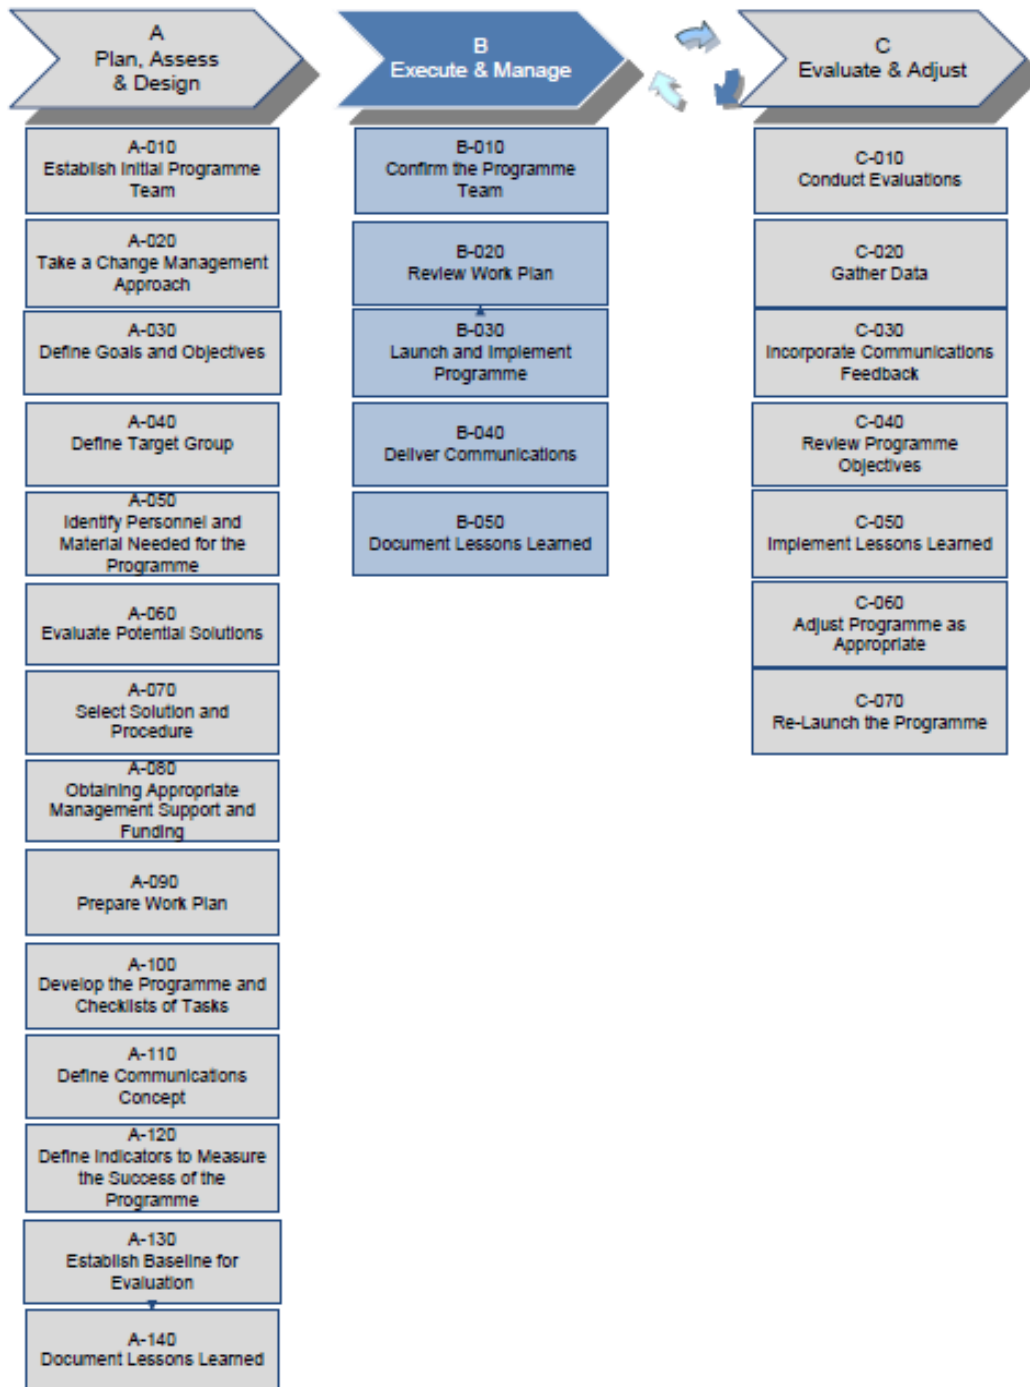 A
Plan, Assess
& Design
A-010
Establish Initial Programme
Team
A-020
Take a Change Management
Approach
A-030
Define Goals and Objectives
A-040
Define Target Group
A-050
Identify Personnel and
Material Needed for the
Programme
A-060
Evaluate Potential Solutions
A-070
Select Solution and
Procedure
A-080
Obtaining Appropriate
Management Support and
Funding
A-090
Prepare Work Plan
A-100
Develop the Programme and
Checklists of Tasks
A-110
Define Communications
Concept
A-120
Define Indicators to Measure
the Success of the
Programme
A-130
Establish Baseline for
Evaluation
A-140
Document Lessons Learned
B
Execute & Manage
B-010
Confirm the Programme
Team
B-020
Review Work Plan
B-030
Launch and Implement
Programme
B-040
Deliver Communications
B-050
Document Lessons Learned
C
Evaluate & Adjust
C-010
Conduct Evaluations
C-020
Gather Data
C-030
Incorporate Communications
Feedback
C-040
Review Programme
Objectives
C-050
Implement Lessons Learned
C-060
Adjust Programme as
Appropriate
C-070
Re-Launch the Programme